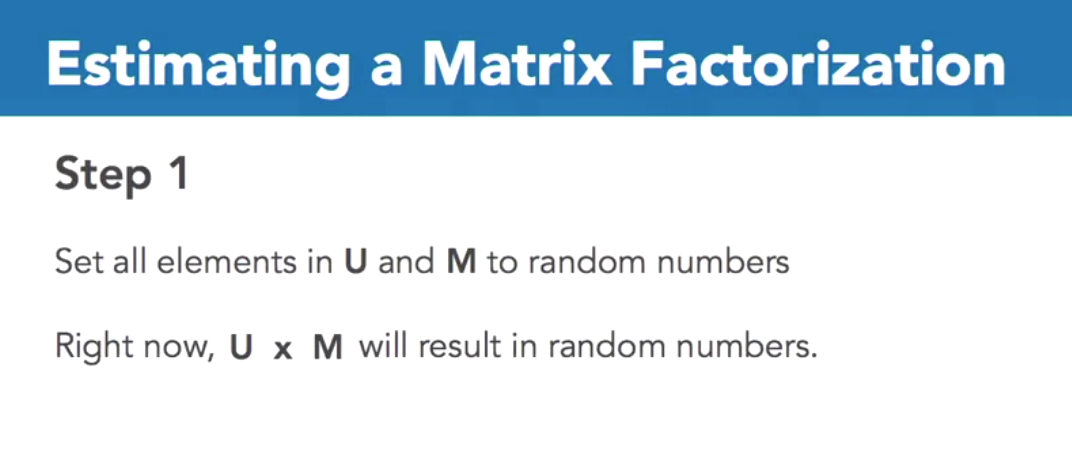 Estimating a Matrix Factorization
Step 1
Set all elements in U and M to random numbers
Right now, U x M will result in random numbers.